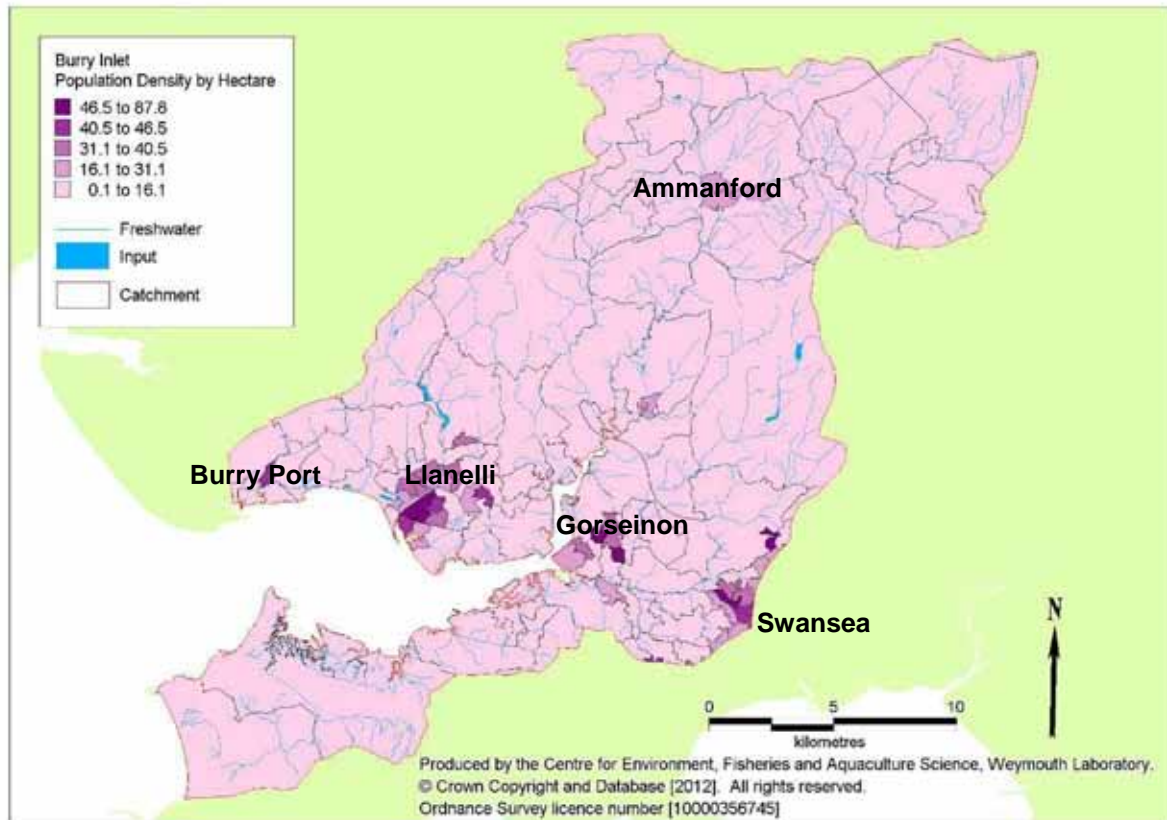 Burry Inlet
Population Density by Hectare
46.5 to 87.8
40.5 to 46.5
31.1 to 40.5
16.1 to 31.1
0.1 to 16.1
Freshwater
Input
Catchment
Ammanford
Burry Port
Llanelli
Gorseinon
Swansea
N
0 5 10
kilometres
Produced by the Centre for Environment, Fisheries and Aquaculture Science, Weymouth Laboratory.
© Crown Copyright and Database [2012]. All rights reserved.
Ordnance Survey licence number [10000356745]